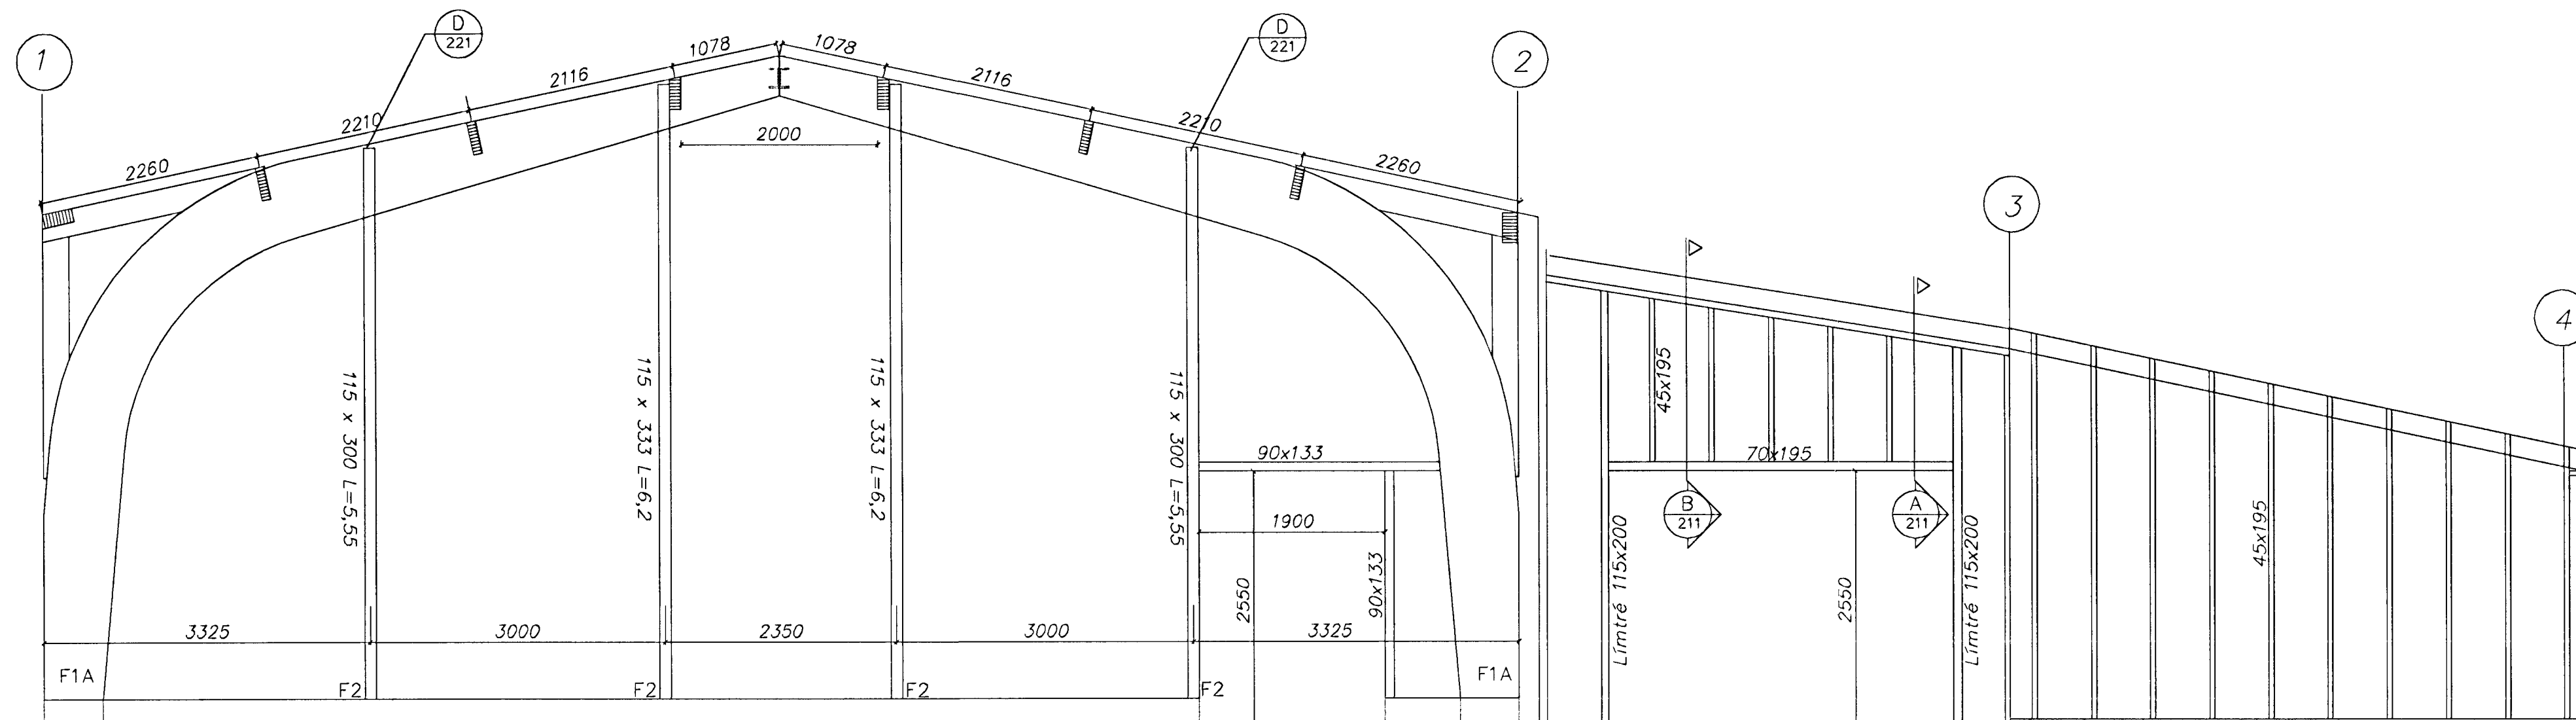 1
D
221
D
221
2
3
4
1078
1078
2116
2116
2210
2210
2260
2260
2000
115 x 300 L=5,55
115 x 333 L=6,2
115 x 333 L=6,2
115 x 300 L=5,55
90x133
1900
2550
90x133
45x195
70x195
B
211
A
211
Límtré 115x200
2550
Límtré 115x200
45x195
3325
3000
2350
3000
3325
F1A
F2
F2
F2
F2
F1A